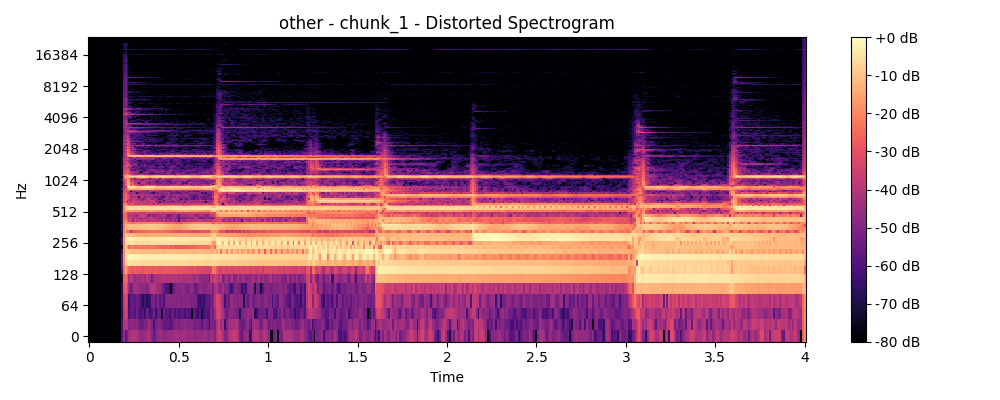 other - chunk_1 - Distorted Spectrogram
Hz
16384
8192
4096
2048
1024
512
256
128
64
0
0 0.5 1 1.5 2 2.5 3 3.5 4
Time
+0 dB
-10 dB
-20 dB
-30 dB
-40 dB
-50 dB
-60 dB
-70 dB
-80 dB